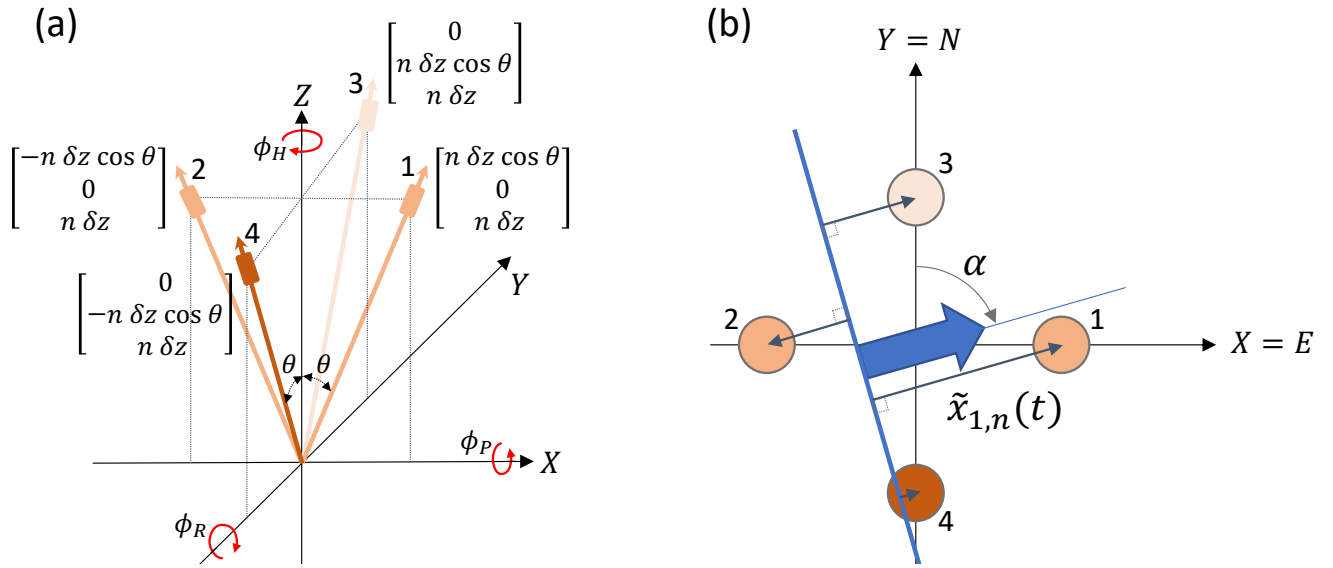 (a)
Z
ϕ_H
3
[0
n δz cos θ
n δz]
2
[−n δz cos θ
0
n δz]
1
[n δz cos θ
0
n δz]
4
[0
−n δz cos θ
n δz]
θ θ
Y
ϕ_P
X
ϕ_R
(b)
Y = N
3
α
2
1
X = E
x̃_{1,n}(t)
4